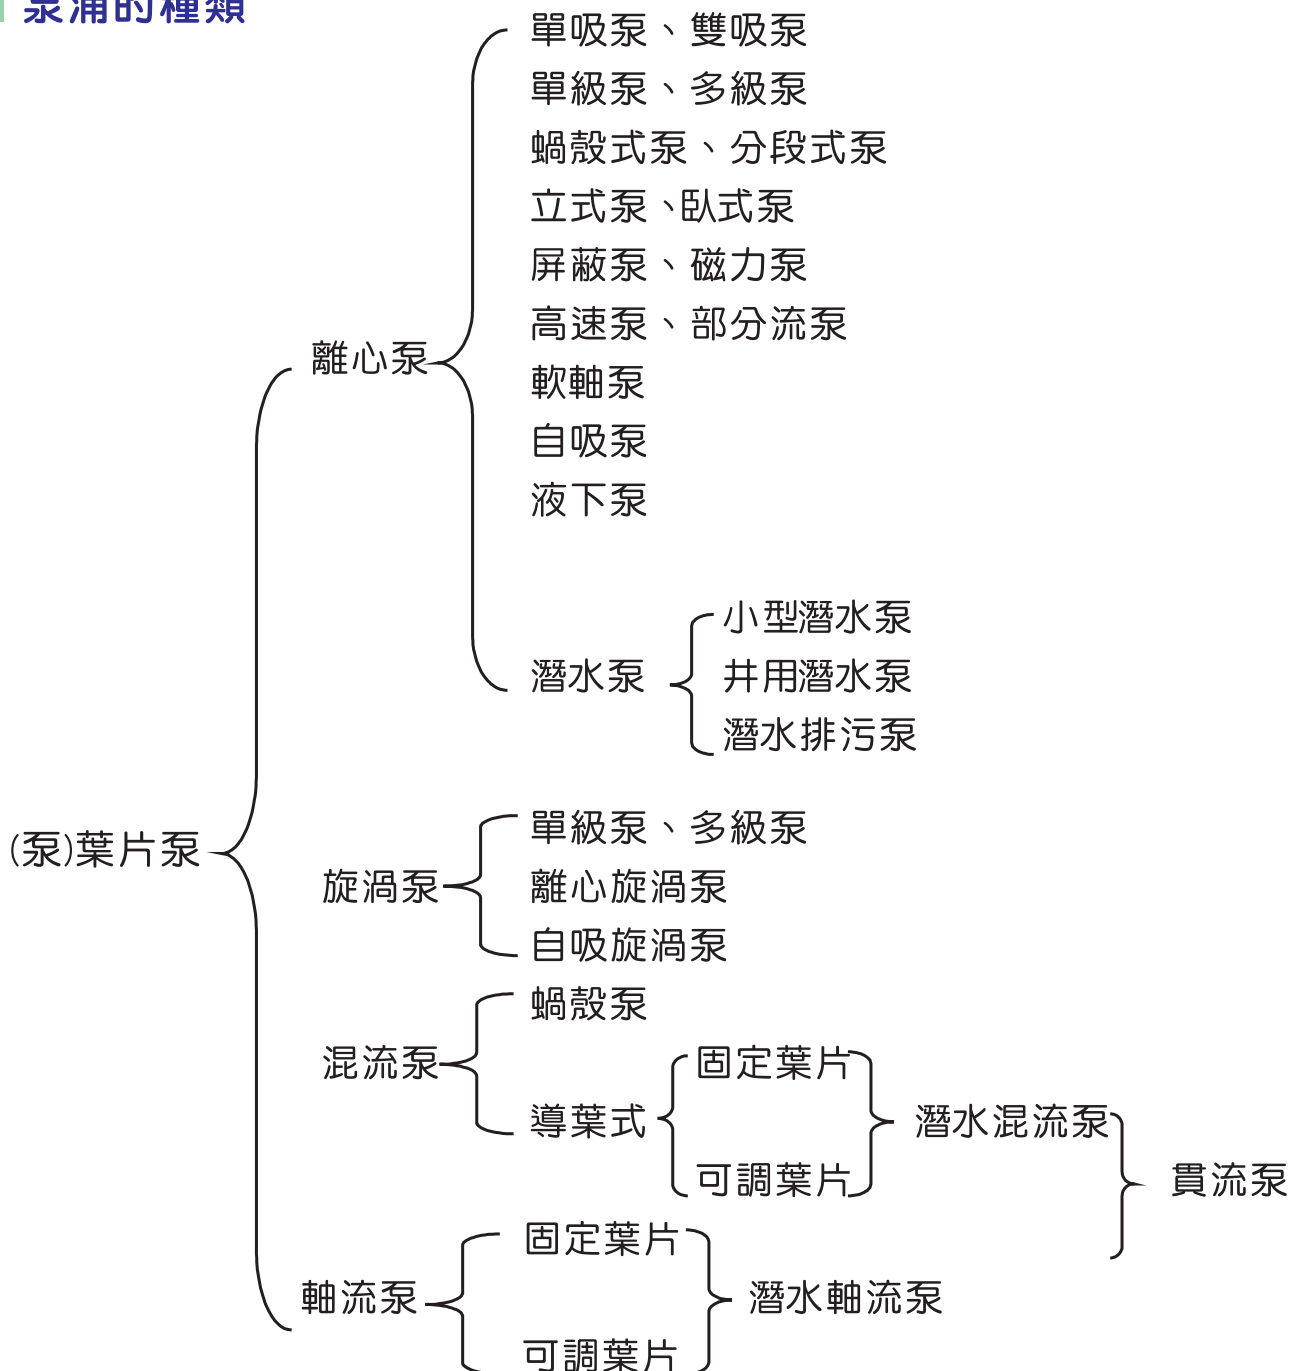 泵浦的種類
單吸泵、雙吸泵
單級泵、多級泵
蝸殼式泵、分段式泵
立式泵、臥式泵
屏蔽泵、磁力泵
高速泵、部分流泵
離心泵
軟軸泵
自吸泵
液下泵
小型潛水泵
潛水泵
井用潛水泵
潛水排污泵
(泵)葉片泵
單級泵、多級泵
旋渦泵
離心旋渦泵
自吸旋渦泵
蝸殼泵
混流泵
固定葉片
導葉式
潛水混流泵
可調葉片
貫流泵
固定葉片
軸流泵
潛水軸流泵
可調葉片